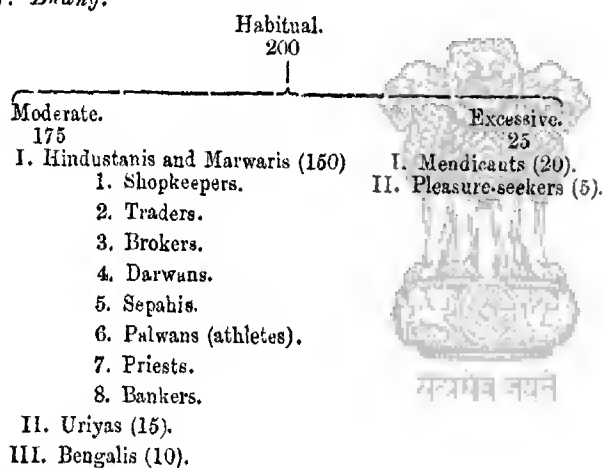 Bhang.
Habitual.
200
Moderate.
175
I. Hindustanis and Marwaris (150)
1. Shopkeepers.
2. Traders.
3. Brokers.
4. Darwans.
5. Sepahis.
6. Palwans (athletes).
7. Priests.
8. Bankers.
II. Uriyas (15).
III. Bengalis (10).
Excessive.
25
I. Mendicants (20).
II. Pleasure-seekers (5).
सत्यमेव जयते